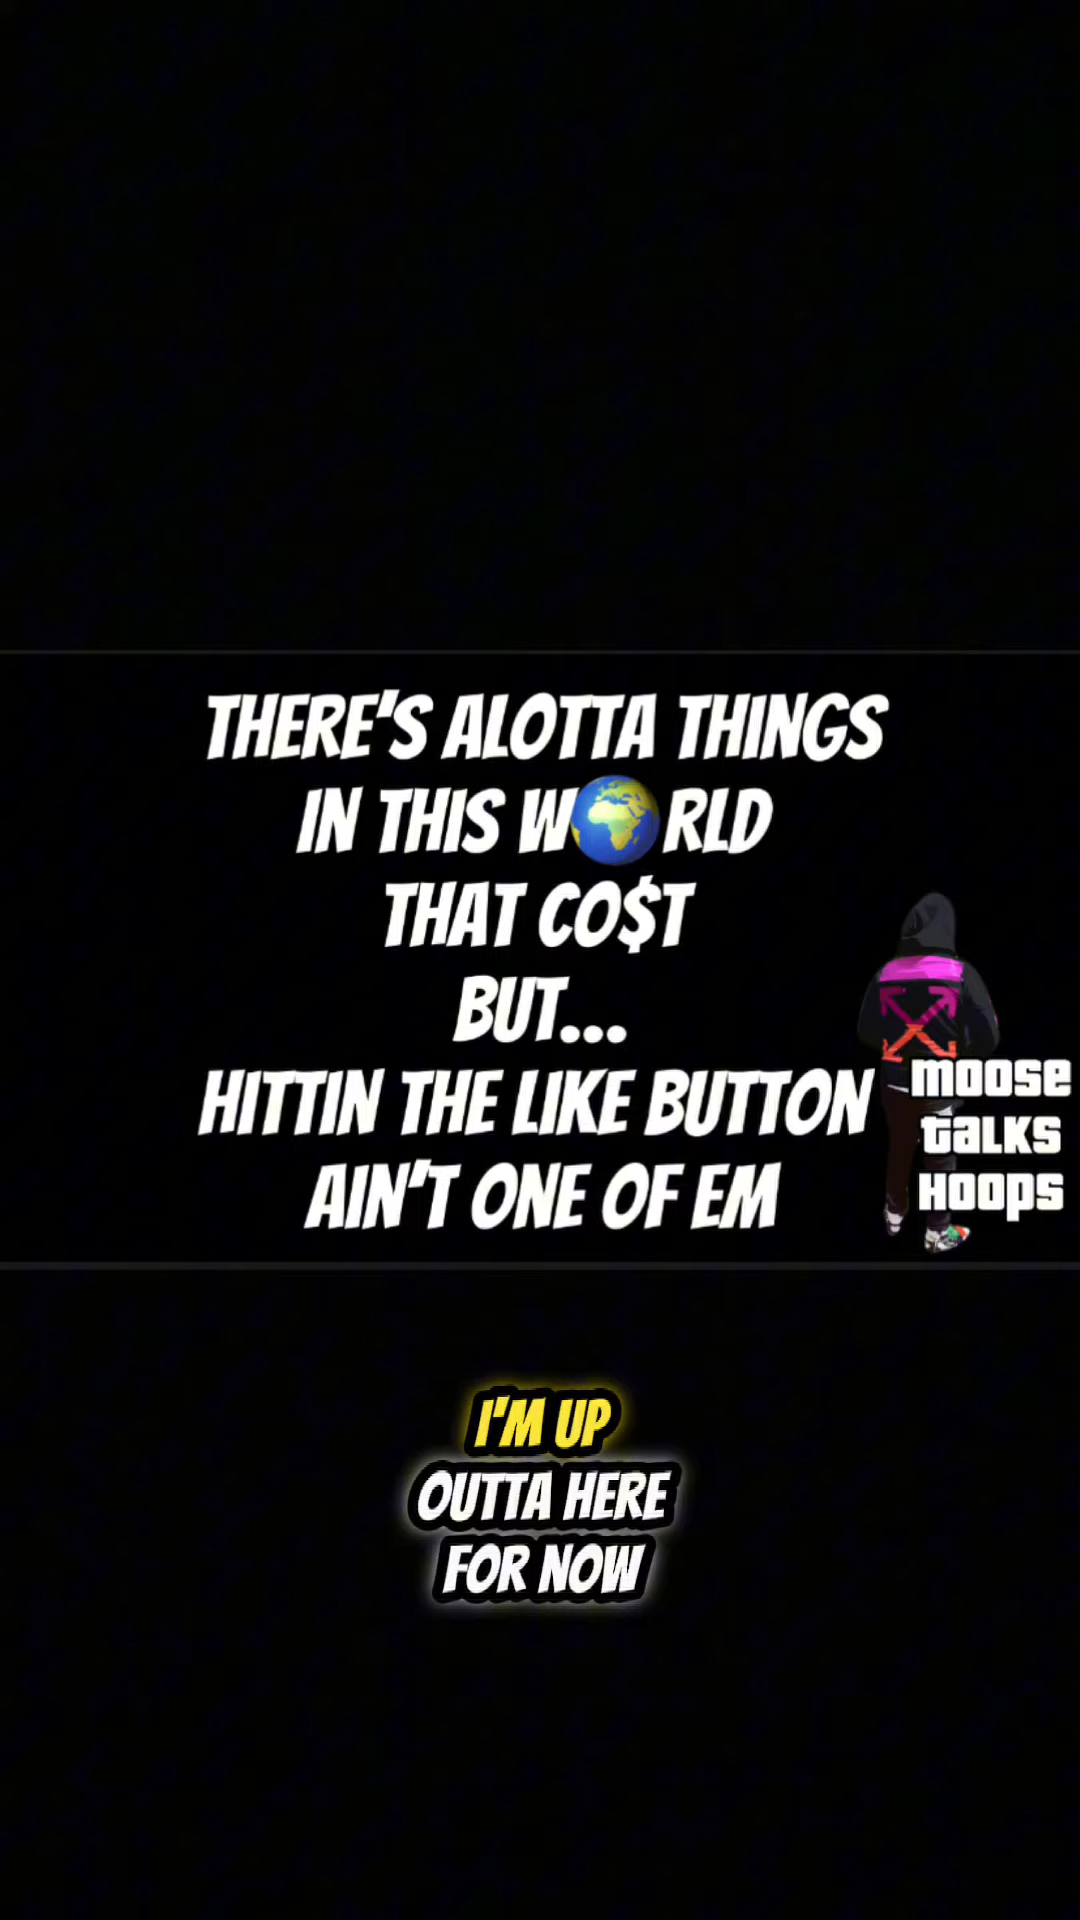 THERE'S ALOTTA THINGS
IN THIS W🌍RLD
THAT CO$T
BUT...
HITTIN THE LIKE BUTTON
AIN'T ONE OF EM
MOOSE
TALKS
HOOPS
I'M UP
OUTTA HERE
FOR NOW